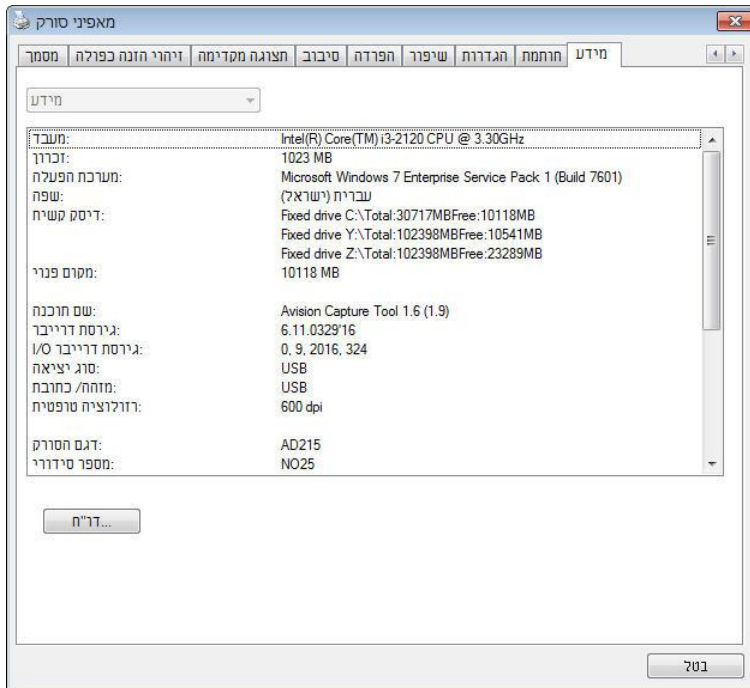 מאפיני סורק
מסמך זיהוי הזנה כפולה תצוגה מקדימה סיבוב הפרדה שיפור הגדרות חותמת מידע
מידע
מעבד: Intel(R) Core(TM) i3-2120 CPU @ 3.30GHz
זכרון: 1023 MB
מערכת הפעלה: Microsoft Windows 7 Enterprise Service Pack 1 (Build 7601)
שפה: עברית (ישראל)
דיסק קשיח: Fixed drive C:\Total:30717MBFree:10118MB
Fixed drive Y:\Total:102398MBFree:10541MB
Fixed drive Z:\Total:102398MBFree:23289MB
מקום פנוי: 10118 MB
שם תוכנה: Avision Capture Tool 1.6 (1.9)
גירסת דרייבר: 6.11.0329'16
גירסת דרייבר I/O: 0, 9, 2016, 324
סוג יציאה: USB
מזהה/ כתובת: USB
רזולוציה טופטית: 600 dpi
דגם הסורק: AD215
מספר סידורי: NO25
דר"ח...
בטל